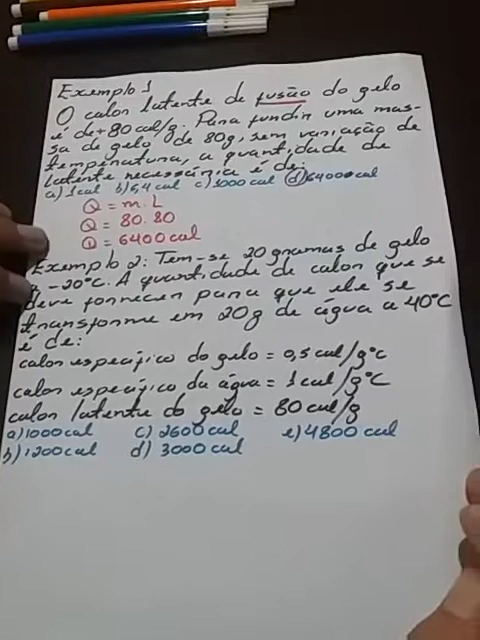 Exemplo 1
O calor latente de fusão do gelo
é de +80 cal/g. Para fundir uma mas-
sa de gelo de 80g, sem variação de
temperatura, a quantidade de
latente necessária é de:
a) 1 cal b) 6,4 cal c) 1000 cal d) 64000 cal
Q = m.L
Q = 80.80
Q = 6400 cal
Exemplo 2: Tem-se 20 gramas de gelo
a -20°C. A quantidade de calor que se
deve fornecer para que ele se
transforme em 20g de água a 40°C
é de:
calor específico do gelo = 0,5 cal/g°C
calor específico da água = 1 cal/g°C
calor latente do gelo = 80 cal/g
a) 1000 cal c) 2600 cal e) 4800 cal
b) 1200 cal d) 3000 cal